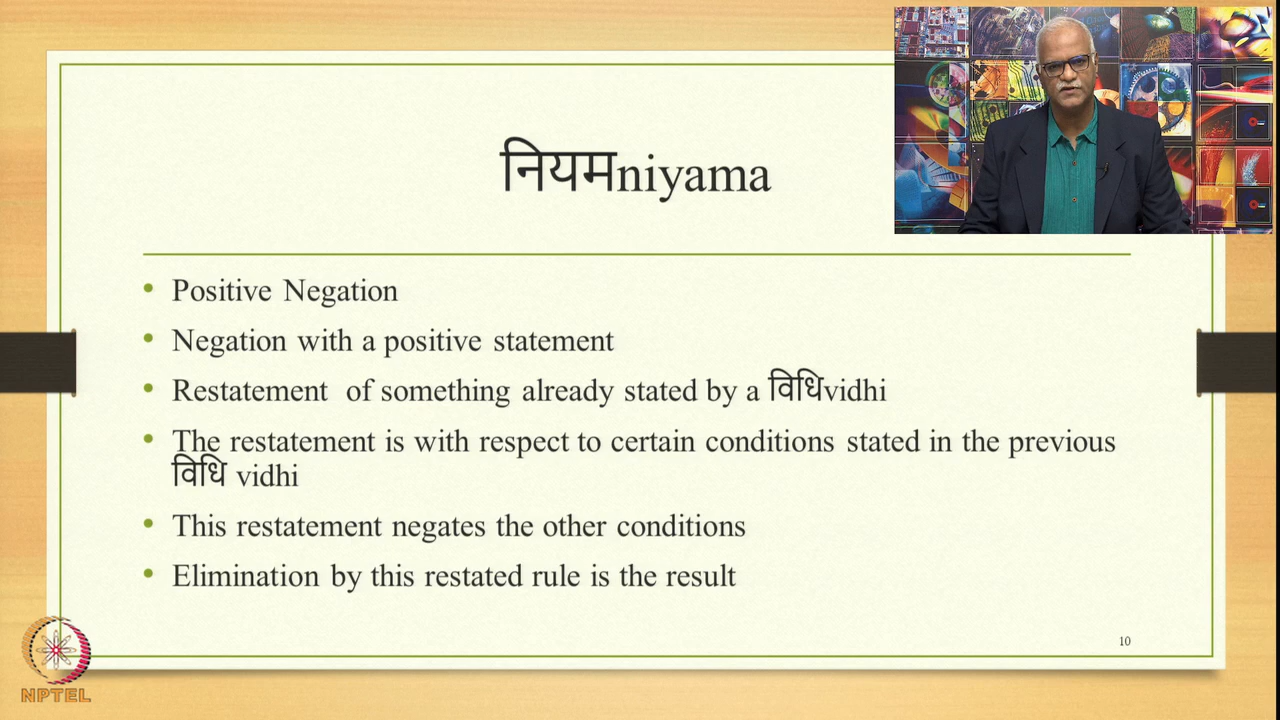 नियमniyama
Positive Negation
Negation with a positive statement
Restatement of something already stated by a विधिvidhi
The restatement is with respect to certain conditions stated in the previous
विधि vidhi
This restatement negates the other conditions
Elimination by this restated rule is the result
10
NPTEL